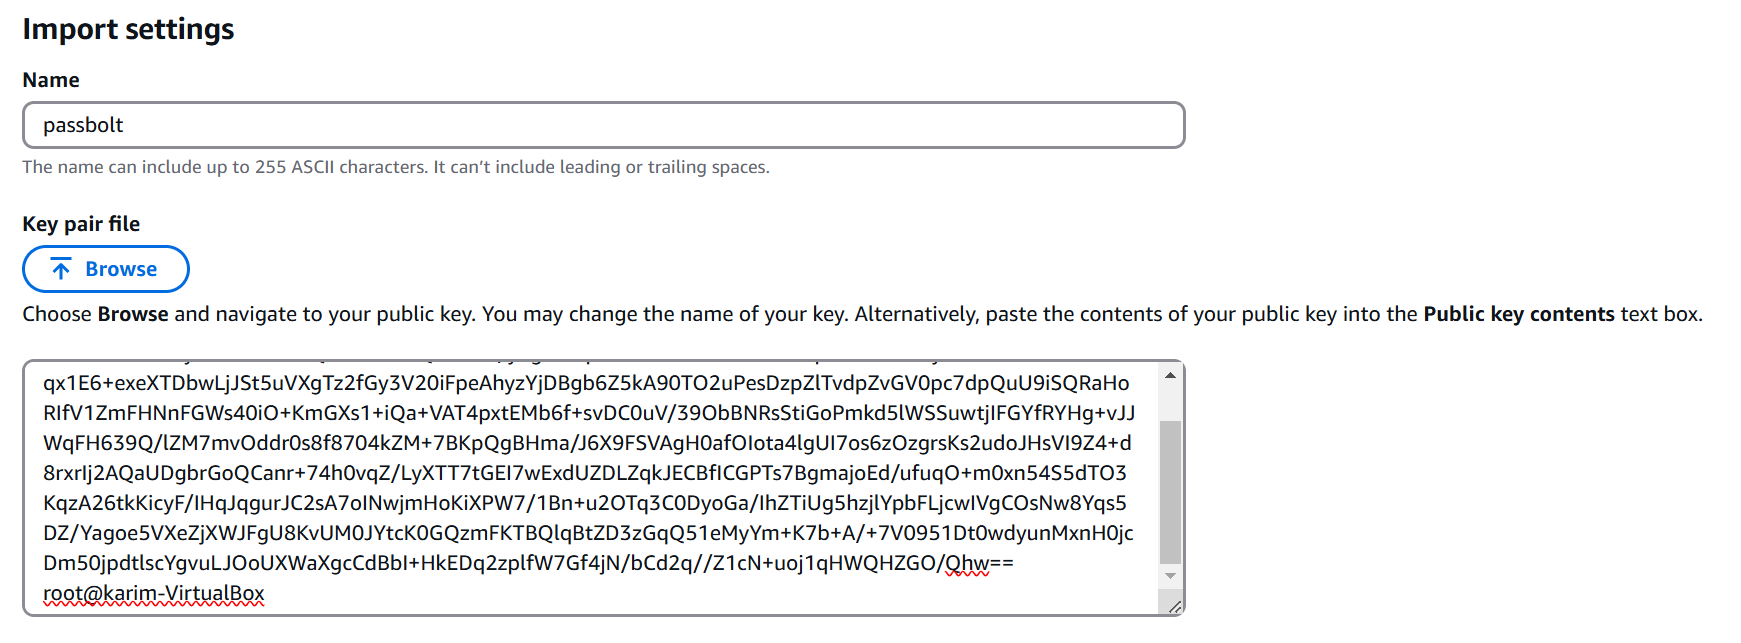 Import settings
Name
passbolt
The name can include up to 255 ASCII characters. It can't include leading or trailing spaces.
Key pair file
Browse
Choose Browse and navigate to your public key. You may change the name of your key. Alternatively, paste the contents of your public key into the Public key contents text box.
qx1E6+exeXTDbwLjJSt5uVXgTz2fGy3V20iFpeAhyzYjDBgb6Z5kA90TO2uPesDzpZlTvdpZvGV0pc7dpQuU9iSQRaHo
RIfV1ZmFHNnFGWs40iO+KmGXs1+iQa+VAT4pxtEMb6f+svDC0uV/39ObBNRsStiGoPmkd5lWSSuwtjIFGYfRYHg+vJJ
WqFH639Q/lZM7mvOddr0s8f8704kZM+7BKpQgBHma/J6X9FSVAgH0afOIota4lgUI7os6zOzgrsKs2udoJHsVI9Z4+d
8rxrIj2AQaUDgbrGoQCanr+74h0vqZ/LyXTT7tGEI7wExdUZDLZqkJECBfICGPTs7BgmajoEd/ufuqO+m0xn54S5dTO3
KqzA26tkKicyF/IHqJqgurJC2sA7oINwjmHoKiXPW7/1Bn+u2OTq3C0DyoGa/IhZTiUg5hzjlYpbFLjcwIVgCOsNw8Yqs5
DZ/Yagoe5VXeZjXWJFgU8KvUM0JYtcK0GQzmFKTBQlqBtZD3zGqQ51eMyYm+K7b+A/+7V0951Dt0wdyunMxnH0jc
Dm50jpdtlscYgvuLJOoUXWaXgcCdBbI+HkEDq2zplfW7Gf4jN/bCd2q//Z1cN+uoj1qHWQHZGO/Qhw==
root@karim-VirtualBox